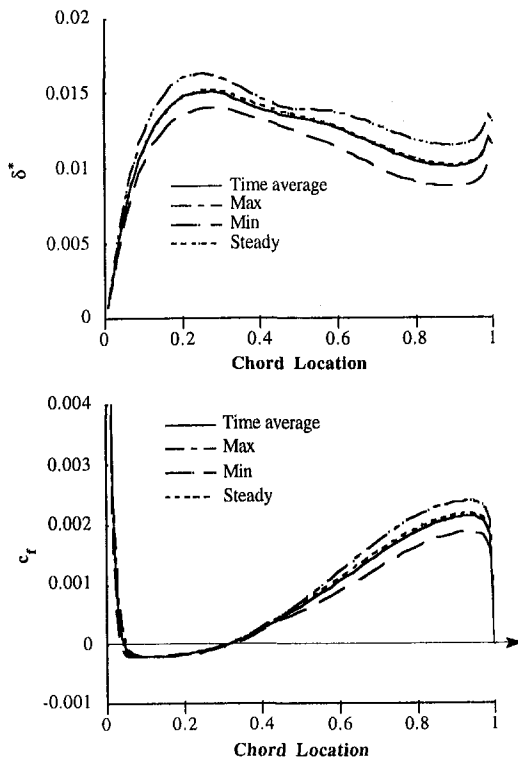 0.02
0.015
0.01
0.005
0
δ*
Time average
Max
Min
Steady
0 0.2 0.4 0.6 0.8 1
Chord Location
0.004
0.003
0.002
0.001
0
-0.001
cf
Time average
Max
Min
Steady
0 0.2 0.4 0.6 0.8 1
Chord Location